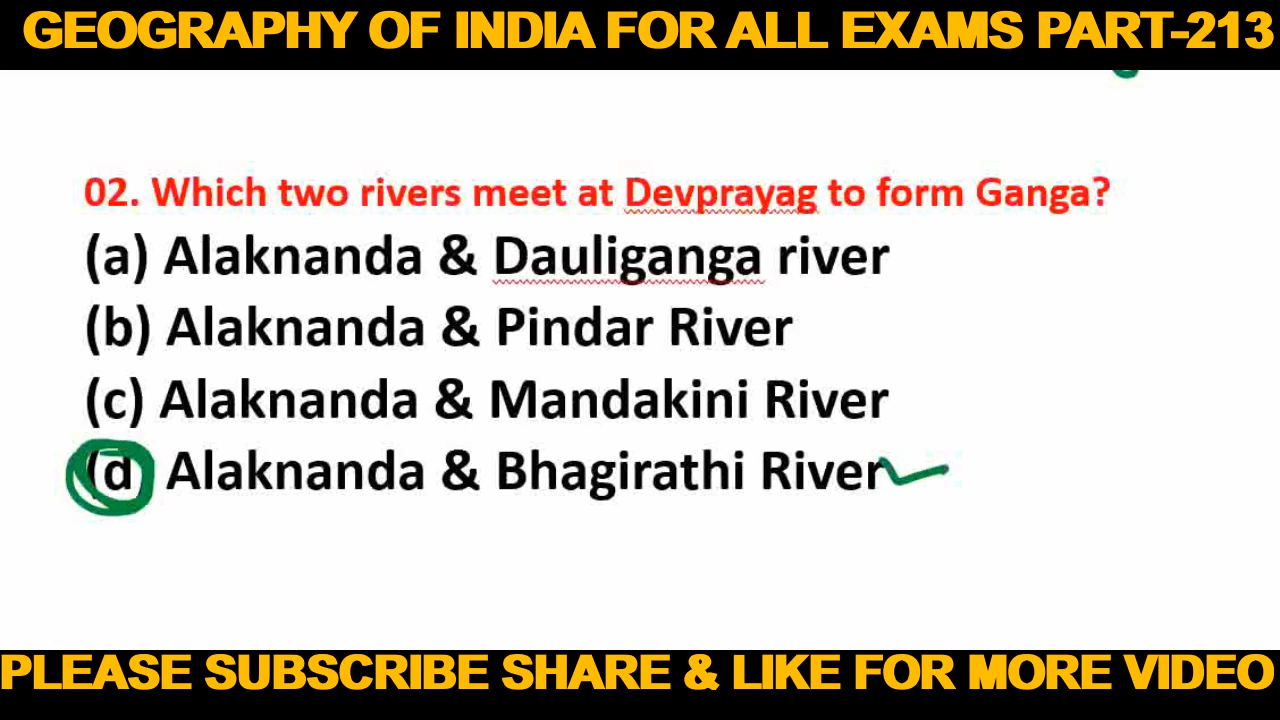 GEOGRAPHY OF INDIA FOR ALL EXAMS PART-213
02. Which two rivers meet at Devprayag to form Ganga?
(a) Alaknanda & Dauliganga river
(b) Alaknanda & Pindar River
(c) Alaknanda & Mandakini River
(d) Alaknanda & Bhagirathi River
PLEASE SUBSCRIBE SHARE & LIKE FOR MORE VIDEO